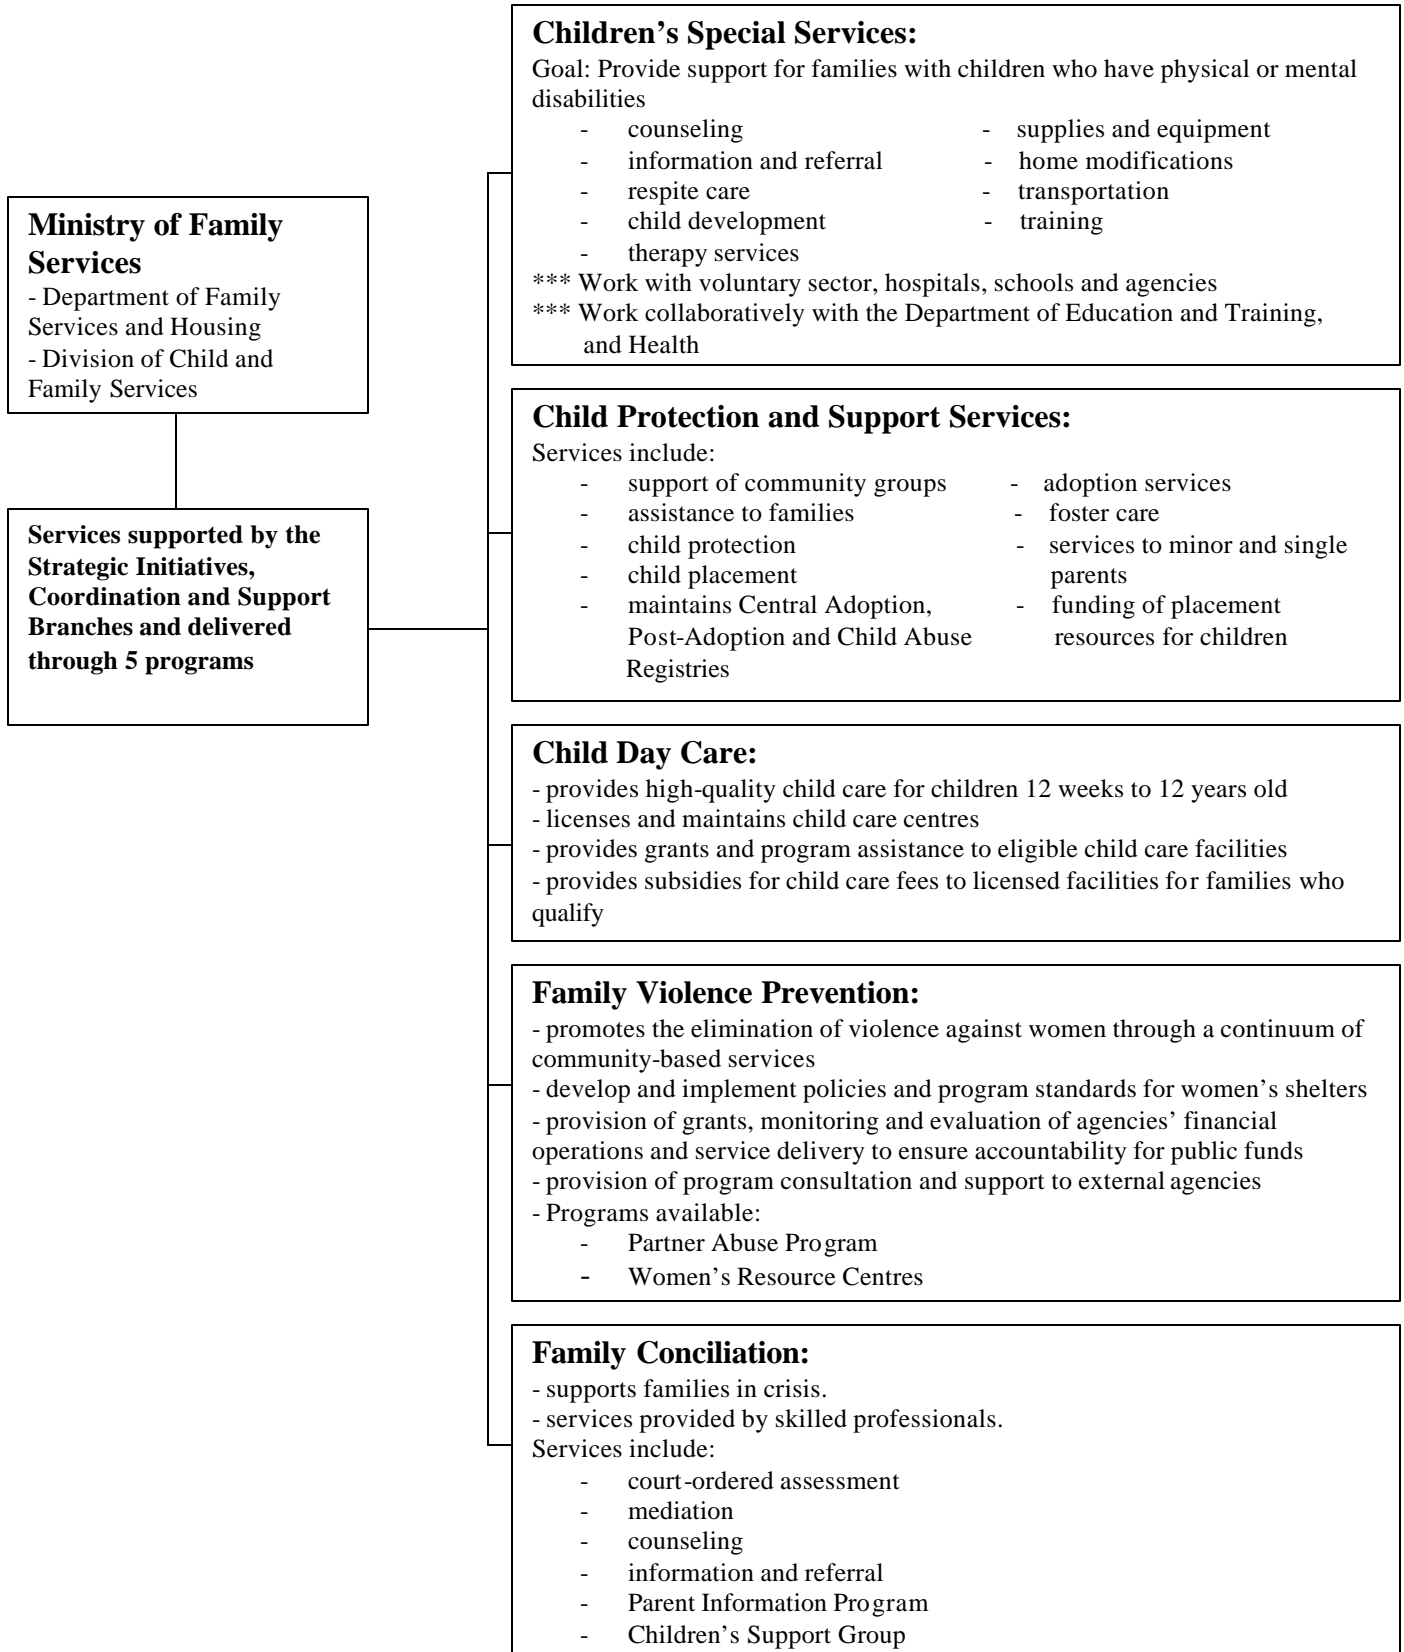 Ministry of Family
Services
- Department of Family
Services and Housing
- Division of Child and
Family Services
Services supported by the
Strategic Initiatives,
Coordination and Support
Branches and delivered
through 5 programs
Children’s Special Services:
Goal: Provide support for families with children who have physical or mental
disabilities
- counseling - supplies and equipment
- information and referral - home modifications
- respite care - transportation
- child development - training
- therapy services
*** Work with voluntary sector, hospitals, schools and agencies
*** Work collaboratively with the Department of Education and Training,
and Health
Child Protection and Support Services:
Services include:
- support of community groups - adoption services
- assistance to families - foster care
- child protection - services to minor and single
- child placement parents
- maintains Central Adoption, - funding of placement
Post-Adoption and Child Abuse resources for children
Registries
Child Day Care:
- provides high-quality child care for children 12 weeks to 12 years old
- licenses and maintains child care centres
- provides grants and program assistance to eligible child care facilities
- provides subsidies for child care fees to licensed facilities for families who
qualify
Family Violence Prevention:
- promotes the elimination of violence against women through a continuum of
community-based services
- develop and implement policies and program standards for women’s shelters
- provision of grants, monitoring and evaluation of agencies’ financial
operations and service delivery to ensure accountability for public funds
- provision of program consultation and support to external agencies
- Programs available:
- Partner Abuse Program
- Women’s Resource Centres
Family Conciliation:
- supports families in crisis.
- services provided by skilled professionals.
Services include:
- court-ordered assessment
- mediation
- counseling
- information and referral
- Parent Information Program
- Children’s Support Group